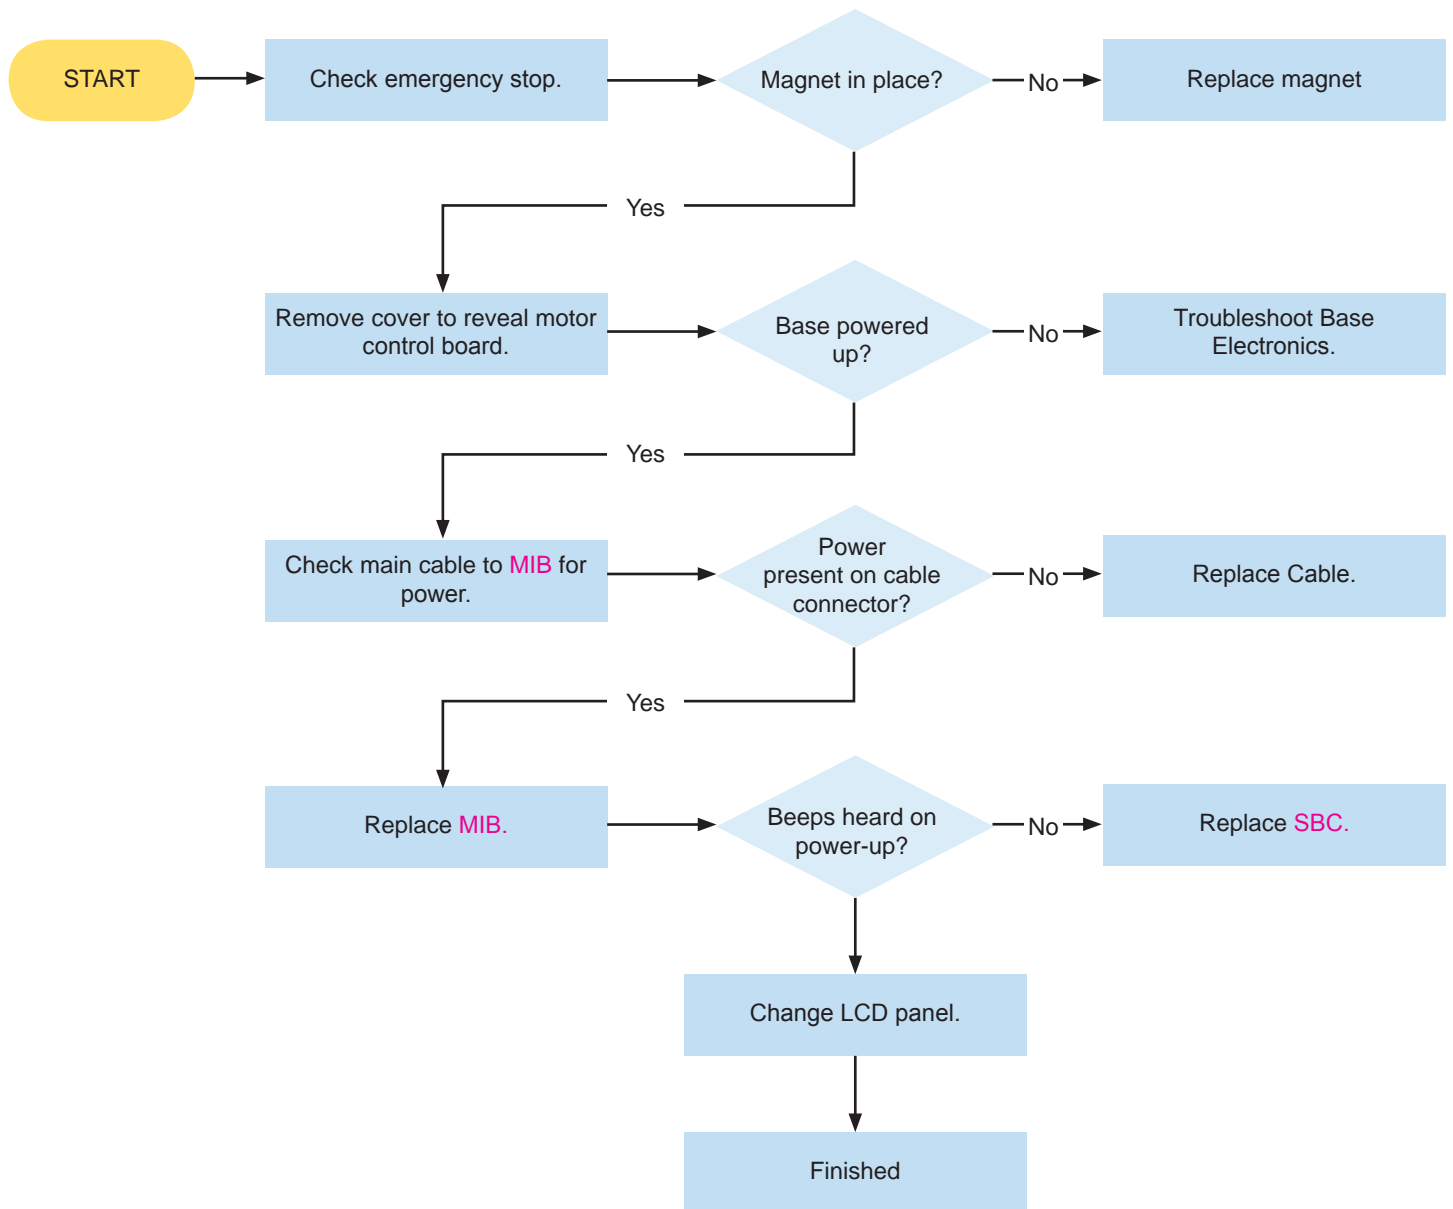 START
Check emergency stop.
Magnet in place?
No
Replace magnet
Yes
Remove cover to reveal motor
control board.
Base powered
up?
No
Troubleshoot Base
Electronics.
Yes
Check main cable to MIB for
power.
Power
present on cable
connector?
No
Replace Cable.
Yes
Replace MIB.
Beeps heard on
power-up?
No
Replace SBC.
Change LCD panel.
Finished